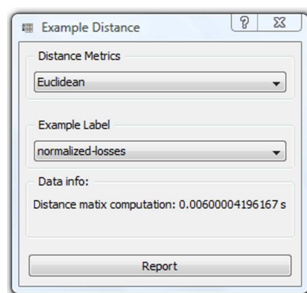 Example Distance
Distance Metrics
Euclidean
Example Label
normalized-losses
Data info:
Distance matix computation: 0.00600004196167 s
Report